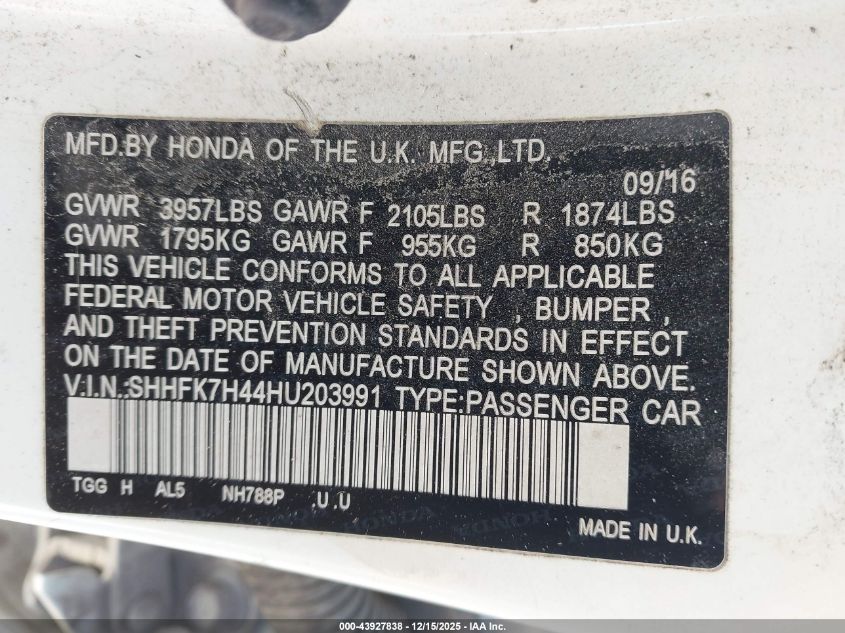 MFD.BY HONDA OF THE U.K. MFG.,LTD.
09/16
GVWR 3957LBS GAWR F 2105LBS R 1874LBS
GVWR 1795KG GAWR F 955KG R 850KG
THIS VEHICLE CONFORMS TO ALL APPLICABLE
FEDERAL MOTOR VEHICLE SAFETY , BUMPER ,
AND THEFT PREVENTION STANDARDS IN EFFECT
ON THE DATE OF MANUFACTURE SHOWN ABOVE.
V.I.N.:SHHFK7H44HU203991 TYPE:PASSENGER CAR
TGG H AL5 NH788P .U .U
HONDA HONDA
MADE IN U.K.
000-43927838 - 12/15/2025 - IAA Inc.